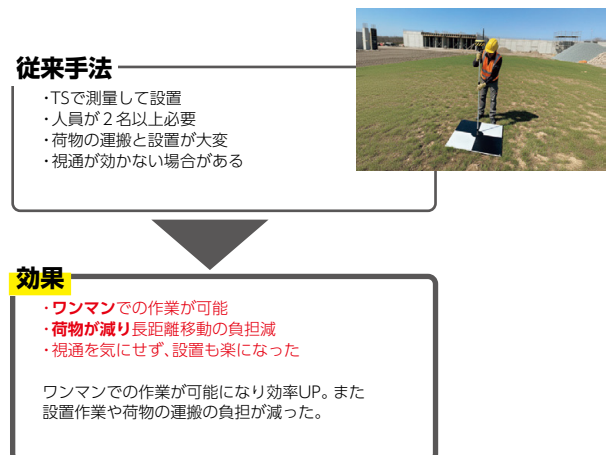 従来手法
・TSで測量して設置
・人員が2名以上必要
・荷物の運搬と設置が大変
・視通が効かない場合がある
効果
・ワンマンでの作業が可能
・荷物が減り長距離移動の負担減
・視通を気にせず、設置も楽になった
ワンマンでの作業が可能になり効率UP。また
設置作業や荷物の運搬の負担が減った。